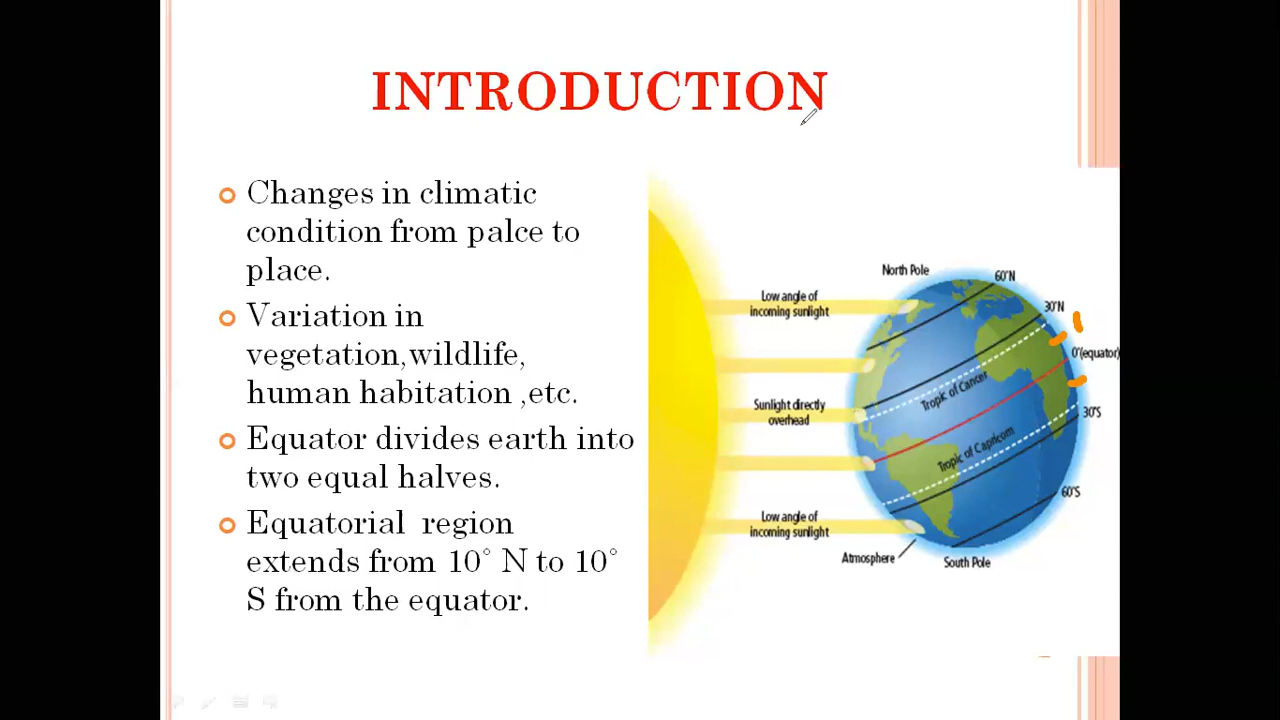 INTRODUCTION
Changes in climatic
condition from palce to
place.
Variation in
vegetation,wildlife,
human habitation ,etc.
Equator divides earth into
two equal halves.
Equatorial region
extends from 10° N to 10°
S from the equator.
North Pole
60°N
Low angle of
incoming sunlight
30°N
0°(equator)
Tropic of Cancer
Sunlight directly
overhead
30°S
Tropic of Capricorn
60°S
Low angle of
incoming sunlight
Atmosphere
South Pole